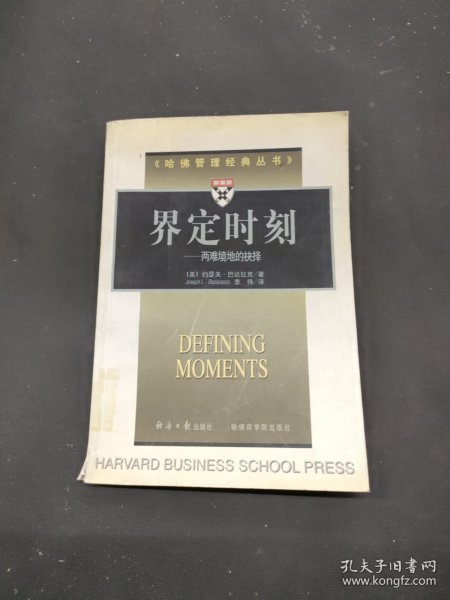 《哈佛管理经典丛书》
界定时刻
——两难境地的抉择
[美] 约瑟夫·巴达拉克/著
Joseph L. Badaracco 李伟/译
DEFINING
MOMENTS
经济日报出版社 哈佛商学院出版社
HARVARD BUSINESS SCHOOL PRESS
孔夫子旧书网
www.kongfz.com